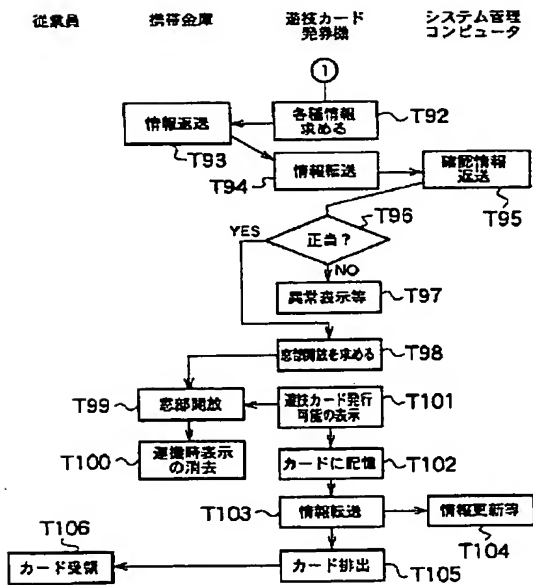 従業員
携帯金庫
遊技カード
発券機
システム管理
コンピュータ
1
各種情報
求める
T92
情報返送
T93
情報転送
T94
確認情報
返送
T95
正当?
T96
YES
NO
異常表示等
T97
窓部開放を求める
T98
窓部開放
T99
遊技カード発行
可能の表示
T101
運搬時表示
の消去
T100
カードに記憶
T102
情報転送
T103
情報更新等
T104
カード排出
T105
カード受領
T106